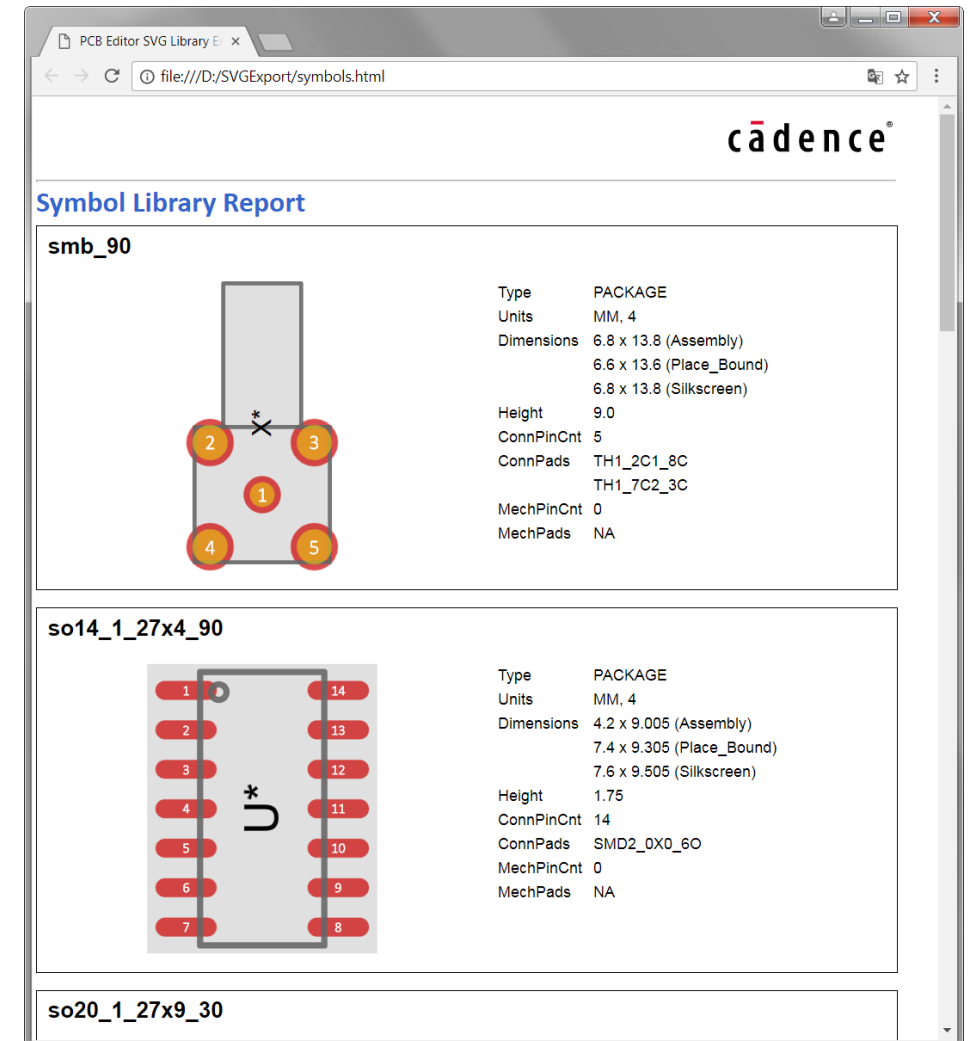 PCB Editor SVG Library E
file:///D:/SVGExport/symbols.html
cādence®
Symbol Library Report
smb_90
X*
2 3
1
4 5
Type PACKAGE
Units MM, 4
Dimensions 6.8 x 13.8 (Assembly)
6.6 x 13.6 (Place_Bound)
6.8 x 13.8 (Silkscreen)
Height 9.0
ConnPinCnt 5
ConnPads TH1_2C1_8C
TH1_7C2_3C
MechPinCnt 0
MechPads NA
so14_1_27x4_90
1 14
2 13
3 12
4 11
5 10
6 9
7 8
U*
Type PACKAGE
Units MM, 4
Dimensions 4.2 x 9.005 (Assembly)
7.4 x 9.305 (Place_Bound)
7.6 x 9.505 (Silkscreen)
Height 1.75
ConnPinCnt 14
ConnPads SMD2_0X0_6O
MechPinCnt 0
MechPads NA
so20_1_27x9_30